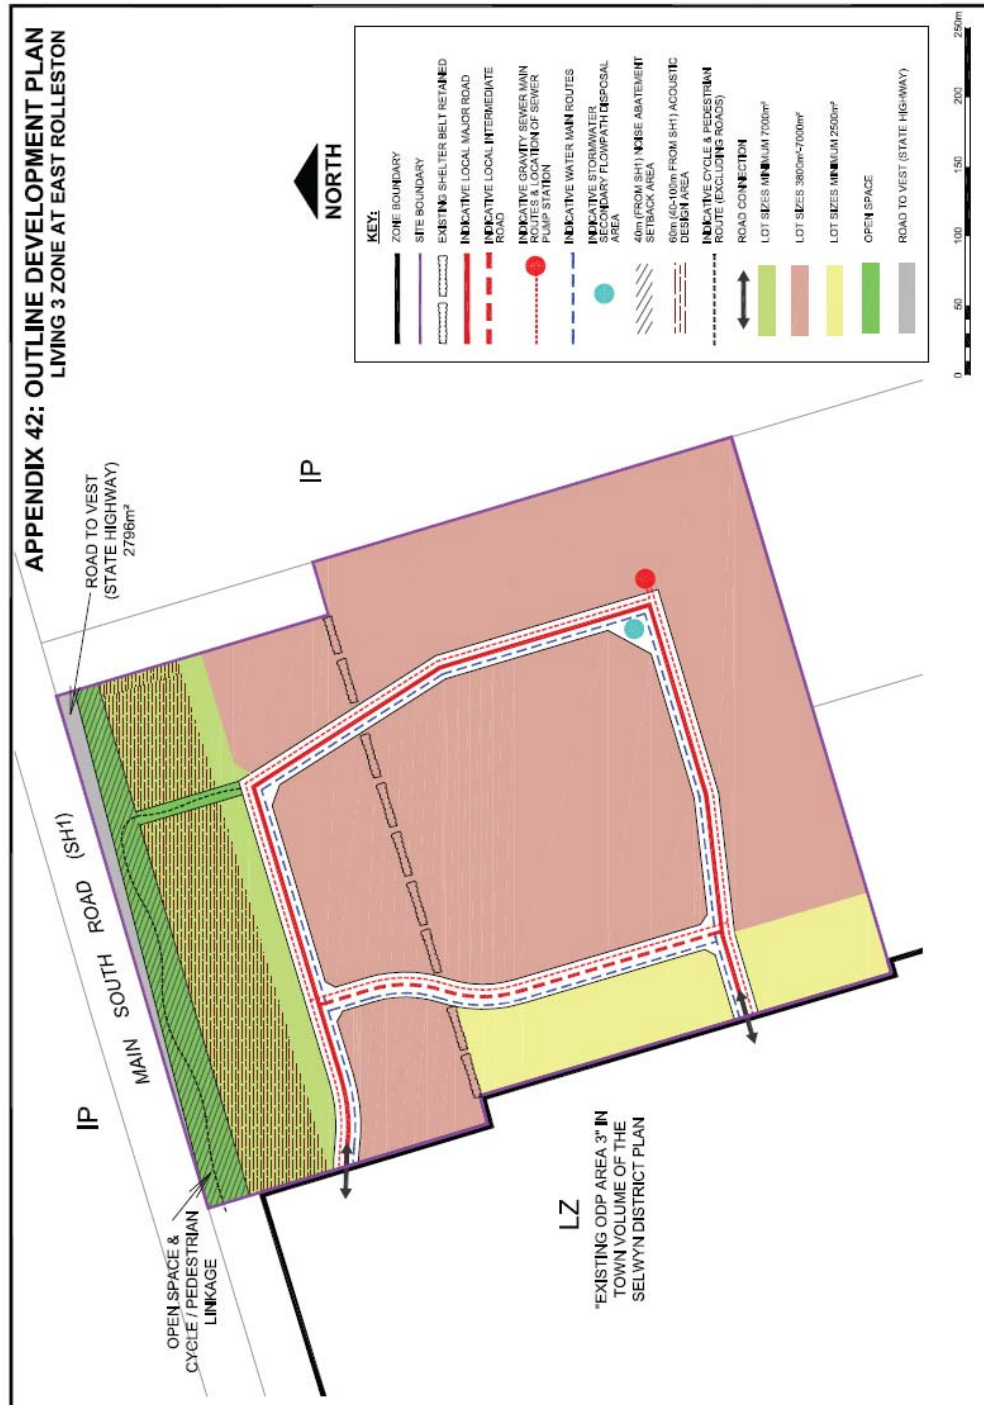 APPENDIX 42: OUTLINE DEVELOPMENT PLAN
LIVING 3 ZONE AT EAST ROLLESTON
ROAD TO VEST
(STATE HIGHWAY)
2796m²
IP
MAIN SOUTH ROAD (SH1)
IP
OPEN SPACE &
CYCLE / PEDESTRIAN
LINKAGE
LZ
"EXISTING ODP AREA 3" IN
TOWN VOLUME OF THE
SELWYN DISTRICT PLAN
NORTH
KEY:
ZONE BOUNDARY
SITE BOUNDARY
EXISTING SHELTER BELT RETAINED
INDICATIVE LOCAL MAJOR ROAD
INDICATIVE LOCAL INTERMEDIATE
ROAD
INDICATIVE GRAVITY SEWER MAIN
ROUTES & LOCATION OF SEWER
PUMP STATION
INDICATIVE WATER MAIN ROUTES
INDICATIVE STORMWATER
SECONDARY FLOWPATH DISPOSAL
AREA
40m (FROM SH1) NOISE ABATEMENT
SETBACK AREA
60m (40-100m FROM SH1) ACOUSTIC
DESIGN AREA
INDICATIVE CYCLE & PEDESTRIAN
ROUTE (EXCLUDING ROADS)
ROAD CONNECTION
LOT SIZES MINIMUM 7000m²
LOT SIZES 3800m²-7000m²
LOT SIZES MINIMUM 2500m²
OPEN SPACE
ROAD TO VEST (STATE HIGHWAY)
0 50 100 150 200 250m